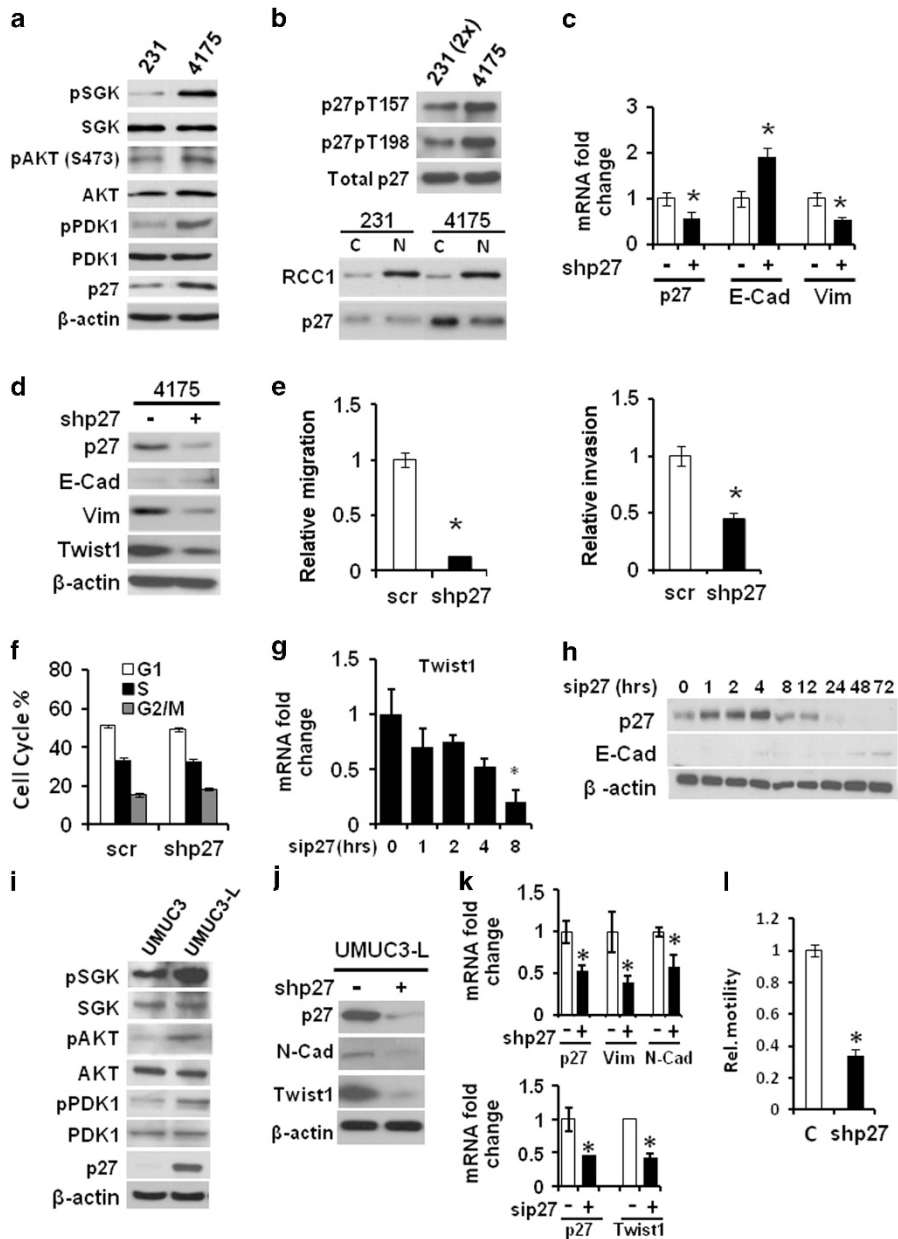 a
231 4175
pSGK
SGK
pAKT (S473)
AKT
pPDK1
PDK1
p27
β-actin
b
231 (2x) 4175
p27pT157
p27pT198
Total p27
231 4175
C N C N
RCC1
p27
c
mRNA fold change
3
2
1
0
shp27 - + - + - +
p27 E-Cad Vim
* * *
d
4175
shp27 - +
p27
E-Cad
Vim
Twist1
β-actin
e
Relative migration
1.5
1
0.5
0
*
scr shp27
Relative invasion
1.5
1
0.5
0
*
scr shp27
f
Cell Cycle %
80
60
40
20
0
G1
S
G2/M
scr shp27
g
Twist1
mRNA fold change
1.5
1
0.5
0
*
sip27(hrs) 0 1 2 4 8
h
sip27 (hrs) 0 1 2 4 8 12 24 48 72
p27
E-Cad
β -actin
i
UMUC3 UMUC3-L
pSGK
SGK
pAKT
AKT
pPDK1
PDK1
p27
β-actin
j
UMUC3-L
shp27 - +
p27
N-Cad
Twist1
β-actin
k
mRNA fold change
1.5
1
0.5
0
* * *
shp27 - + - + - +
p27 Vim N-Cad
mRNA fold change
1.5
1
0.5
0
* *
sip27 - + - +
p27 Twist1
l
Rel. motility
1.2
1
0.8
0.6
0.4
0.2
0
*
C shp27